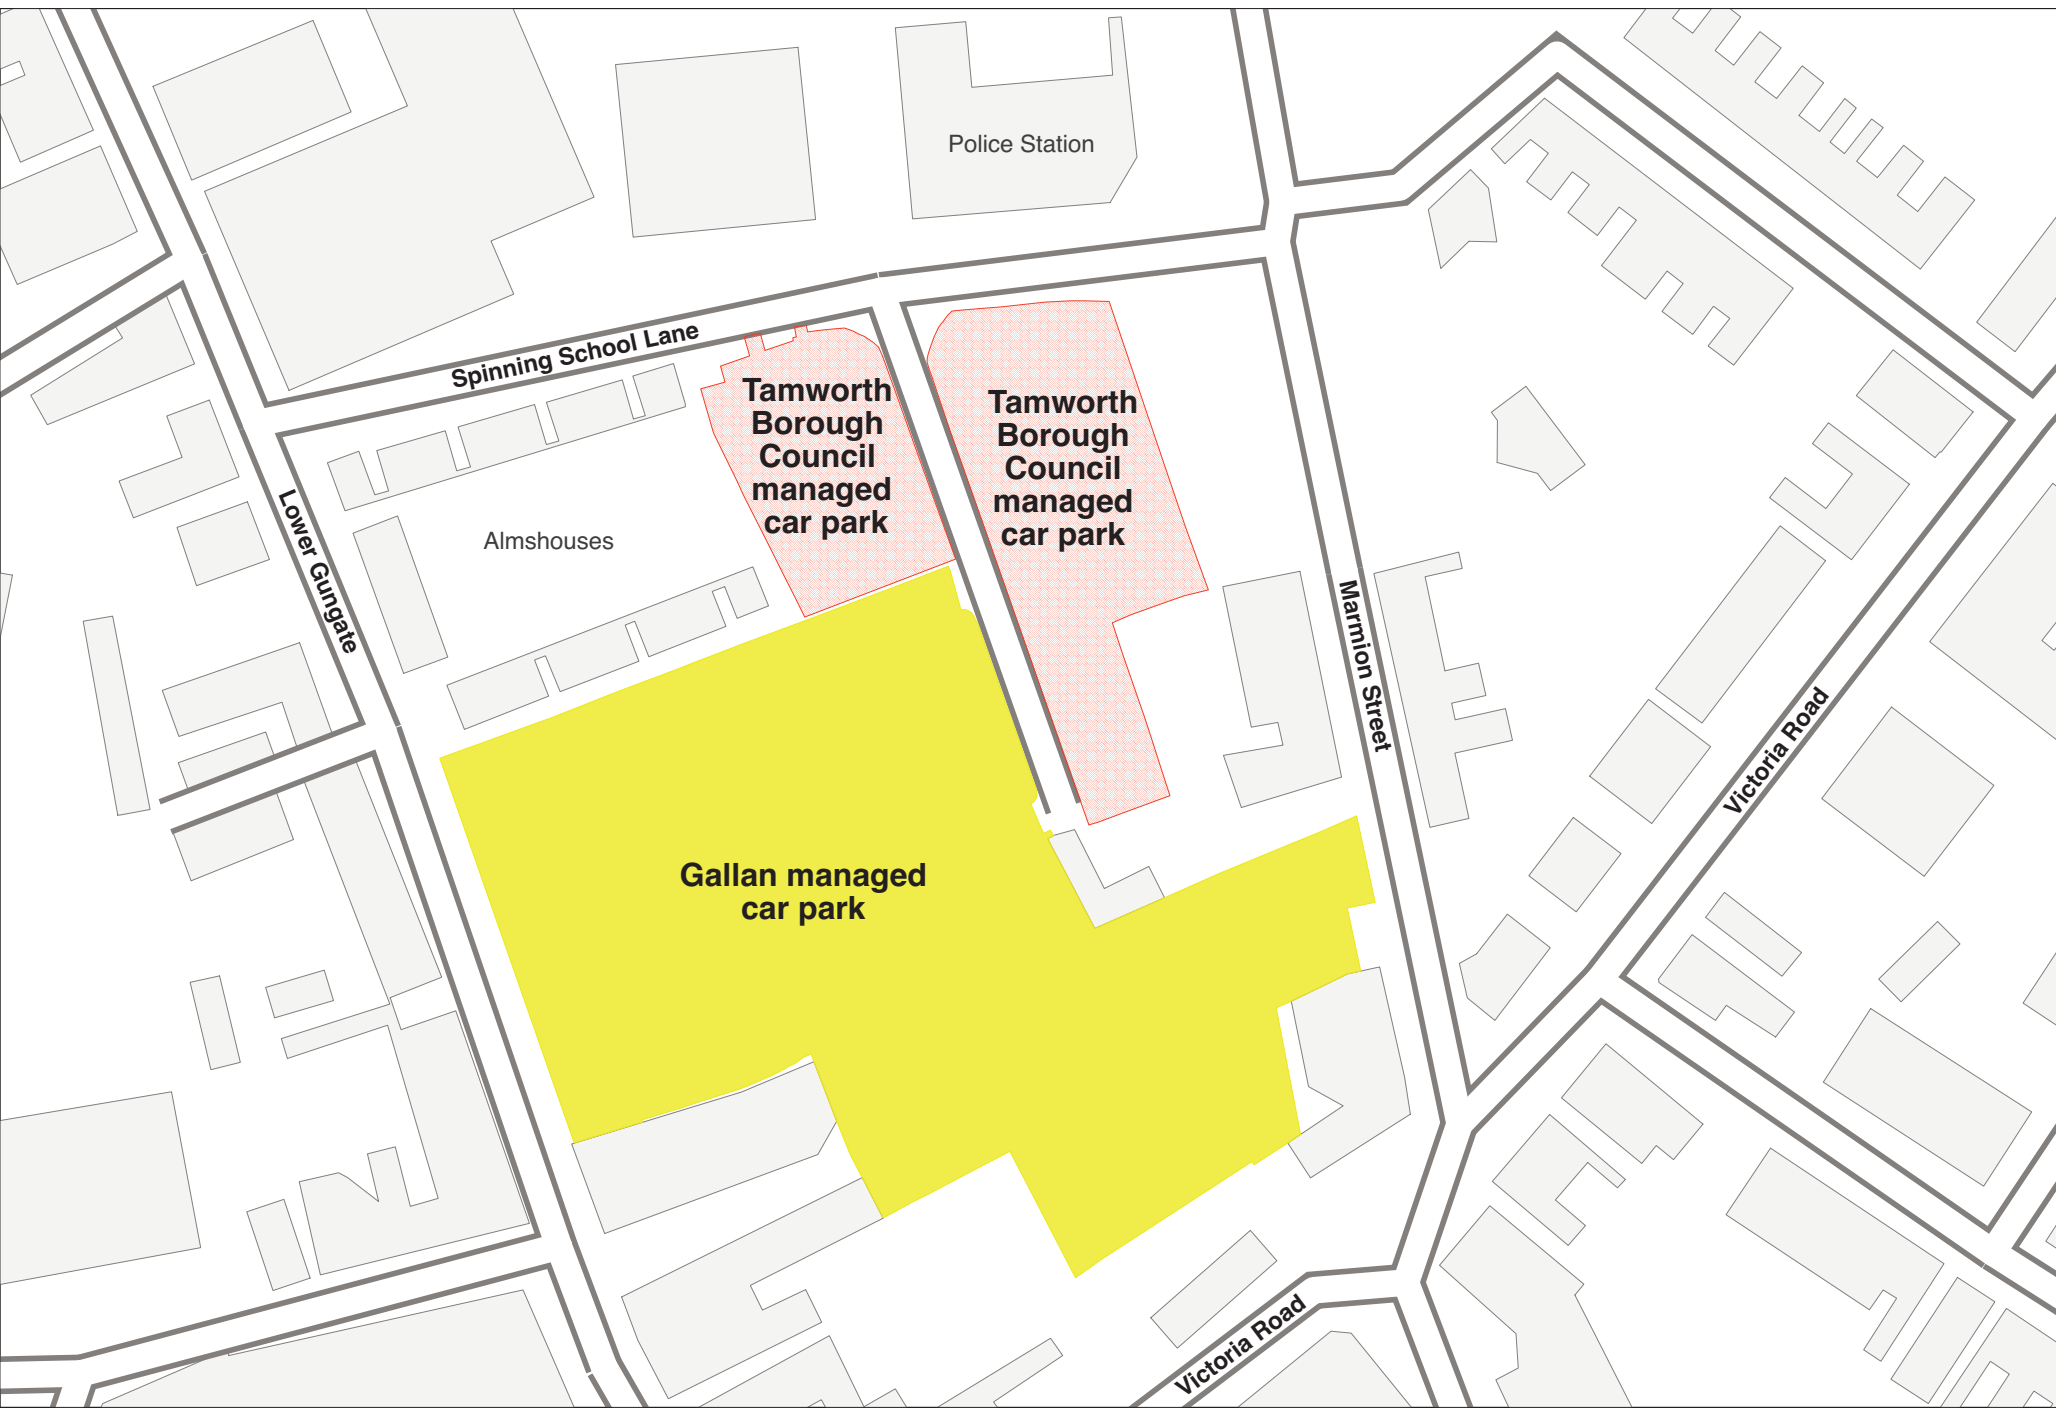 Police Station
Spinning School Lane
Tamworth
Borough
Council
managed
car park
Tamworth
Borough
Council
managed
car park
Lower Gungate
Almshouses
Marmion Street
Victoria Road
Gallan managed
car park
Victoria Road